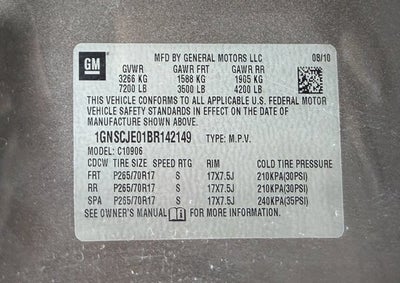 GM
MFD BY GENERAL MOTORS LLC 09/10
GVWR GAWR FRT GAWR RR
3266 KG 1588 KG 1905 KG
7200 LB 3500 LB 4200 LB
THIS VEHICLE CONFORMS TO ALL APPLICABLE U.S. FEDERAL MOTOR
VEHICLE SAFETY STANDARDS IN EFFECT ON THE DATE OF
MANUFACTURE SHOWN ABOVE.
1GNSCJE01BR142149 TYPE: M.P.V.
MODEL: C10906
CDCW TIRE SIZE SPEED RTG RIM COLD TIRE PRESSURE
FRT P265/70R17 S 17X7.5J 210KPA(30PSI)
RR P265/70R17 S 17X7.5J 210KPA(30PSI)
SPA P265/70R17 S 17X7.5J 240KPA(35PSI)
SEE OWNER'S MANUAL FOR MORE INFORMATION.